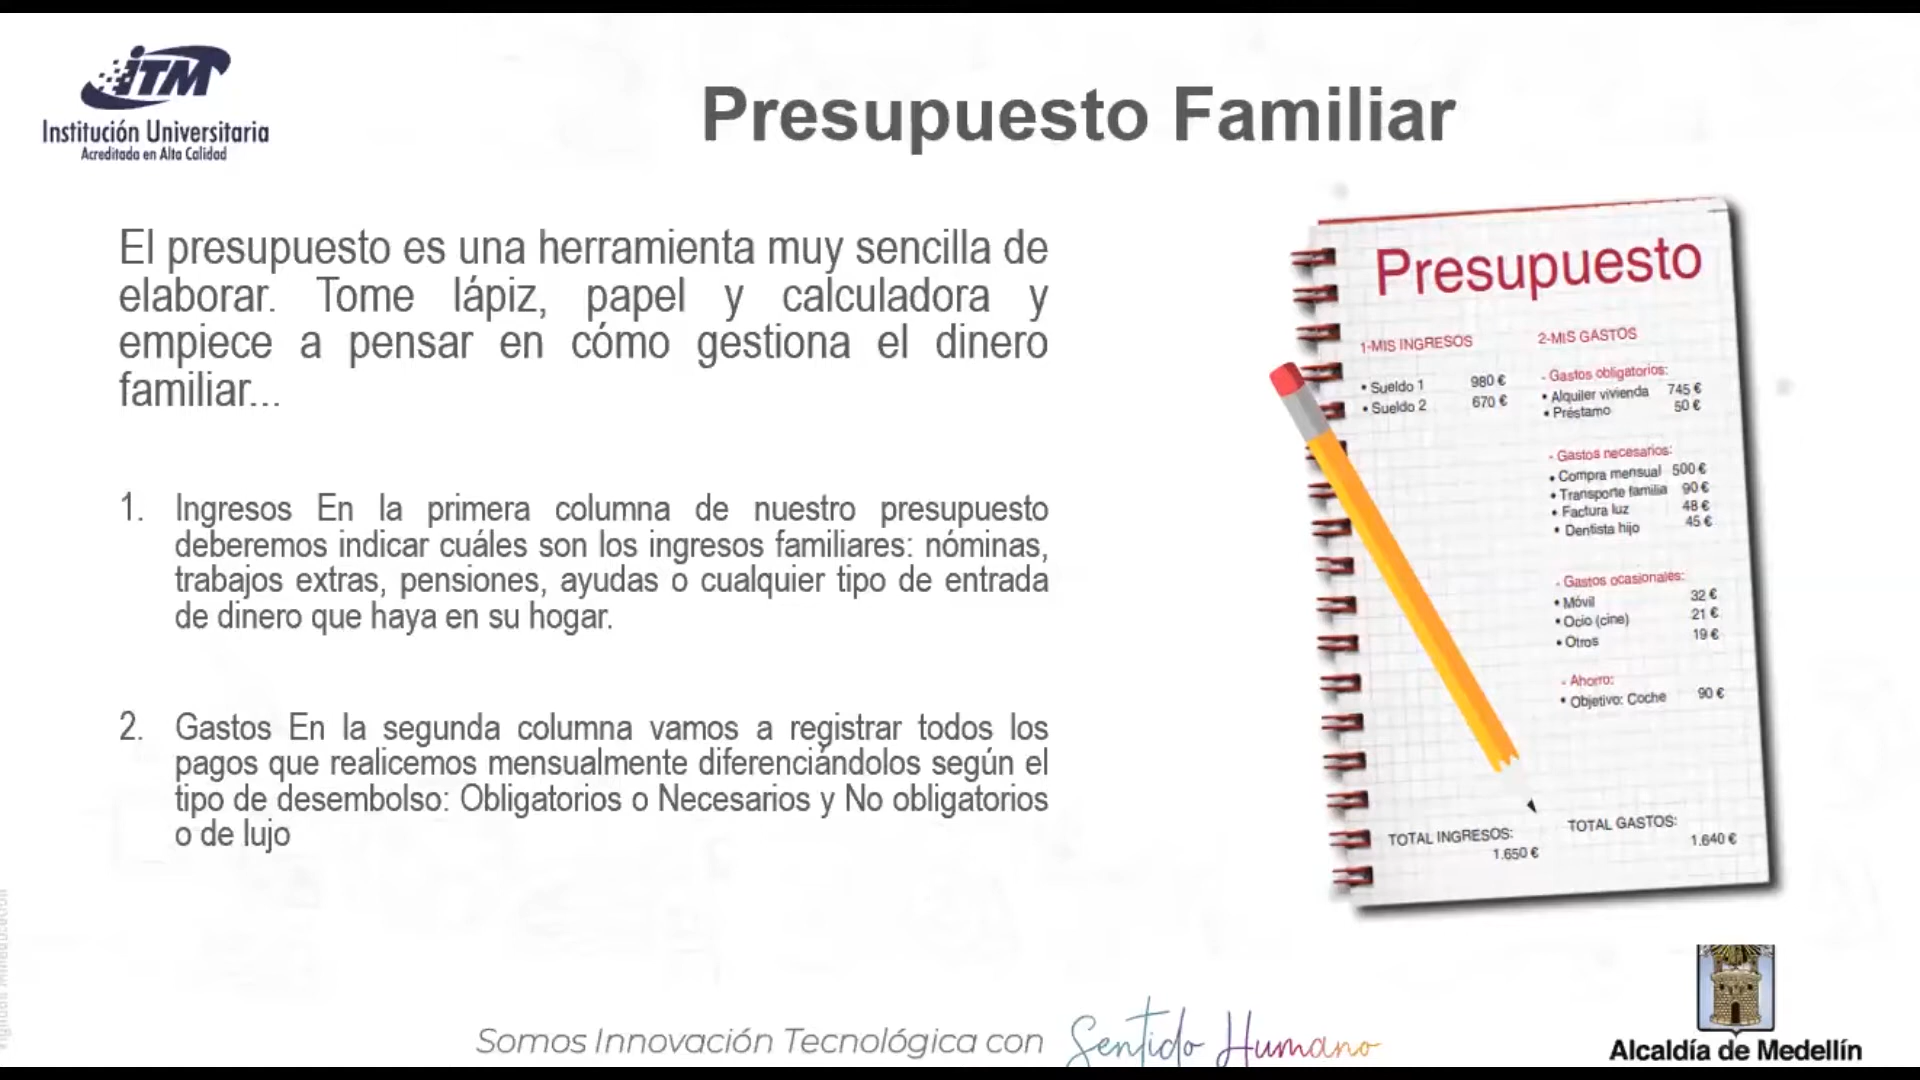 iTM
Institución Universitaria
Acreditada en Alta Calidad
Presupuesto Familiar
El presupuesto es una herramienta muy sencilla de
elaborar. Tome lápiz, papel y calculadora y
empiece a pensar en cómo gestiona el dinero
familiar...
1. Ingresos En la primera columna de nuestro presupuesto
deberemos indicar cuáles son los ingresos familiares: nóminas,
trabajos extras, pensiones, ayudas o cualquier tipo de entrada
de dinero que haya en su hogar.
2. Gastos En la segunda columna vamos a registrar todos los
pagos que realicemos mensualmente diferenciándolos según el
tipo de desembolso: Obligatorios o Necesarios y No obligatorios
o de lujo
Presupuesto
1-MIS INGRESOS
• Sueldo 1 980 €
• Sueldo 2 670 €
2-MIS GASTOS
- Gastos obligatorios:
• Alquiler vivienda 745 €
• Préstamo 50 €
- Gastos necesarios:
• Compra mensual 500 €
• Transporte familia 90 €
• Factura luz 48 €
• Dentista hijo 45 €
- Gastos ocasionales:
• Móvil 32 €
• Ocio (cine) 21 €
• Otros 19 €
- Ahorro:
• Objetivo: Coche 90 €
TOTAL INGRESOS:
1.650 €
TOTAL GASTOS:
1.640 €
Somos Innovación Tecnológica con Sentido Humano
Alcaldía de Medellín